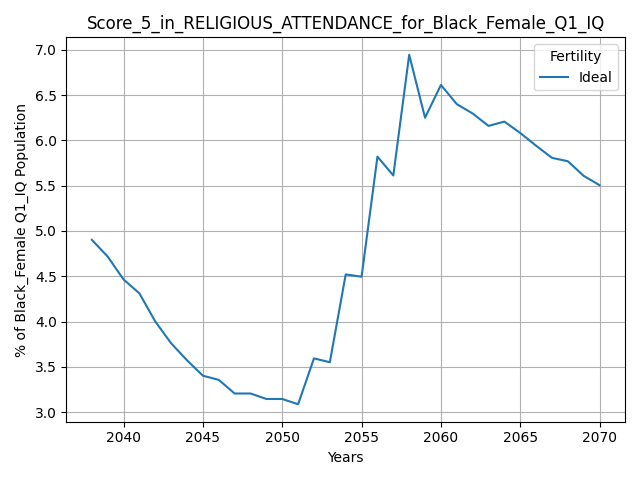 Score_5_in_RELIGIOUS_ATTENDANCE_for_Black_Female_Q1_IQ
Fertility
Ideal
% of Black_Female Q1_IQ Population
7.0
6.5
6.0
5.5
5.0
4.5
4.0
3.5
3.0
2040 2045 2050 2055 2060 2065 2070
Years